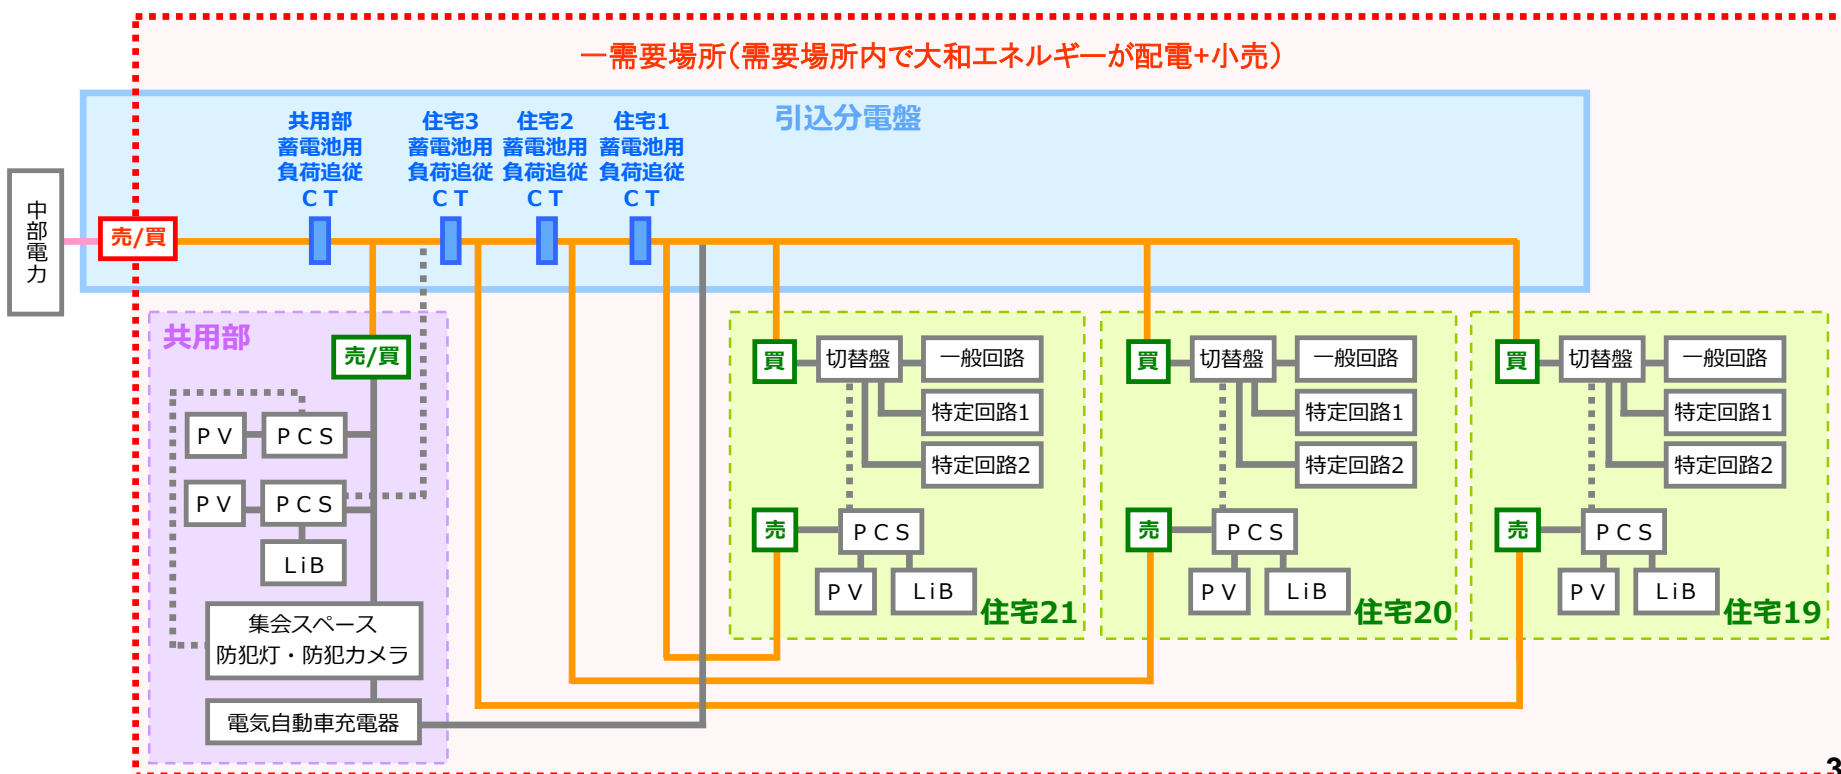 一需要場所(需要場所内で大和エネルギーが配電+小売)
引込分電盤
共用部
蓄電池用
負荷追従
CT
住宅3
蓄電池用
負荷追従
CT
住宅2
蓄電池用
負荷追従
CT
住宅1
蓄電池用
負荷追従
CT
中部電力
売/買
共用部
売/買
PV
PCS
PV
PCS
LiB
集会スペース
防犯灯・防犯カメラ
電気自動車充電器
買
切替盤
一般回路
特定回路1
特定回路2
売
PCS
PV
LiB
住宅21
買
切替盤
一般回路
特定回路1
特定回路2
売
PCS
PV
LiB
住宅20
買
切替盤
一般回路
特定回路1
特定回路2
売
PCS
PV
LiB
住宅19
3